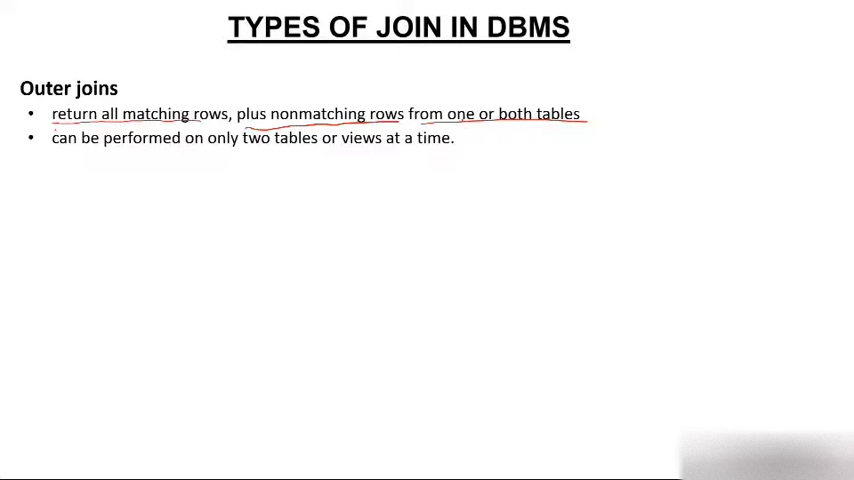 TYPES OF JOIN IN DBMS
Outer joins
• return all matching rows, plus nonmatching rows from one or both tables
• can be performed on only two tables or views at a time.